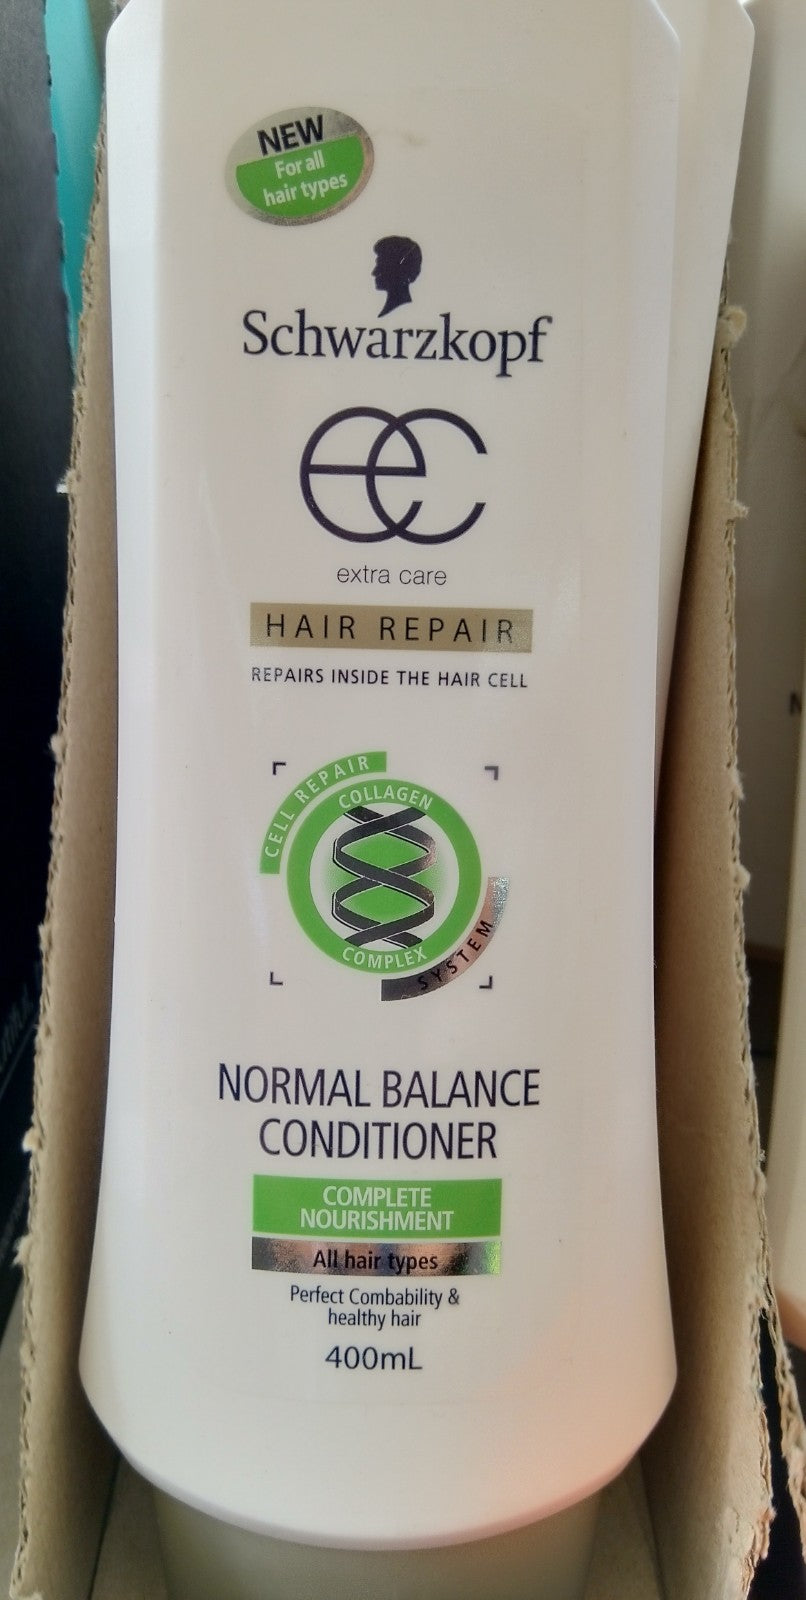 NEW
For all
hair types
Schwarzkopf
ec
extra care
HAIR REPAIR
REPAIRS INSIDE THE HAIR CELL
CELL REPAIR
COLLAGEN
COMPLEX
SYSTEM
NORMAL BALANCE
CONDITIONER
COMPLETE
NOURISHMENT
All hair types
Perfect Combability &
healthy hair
400mL